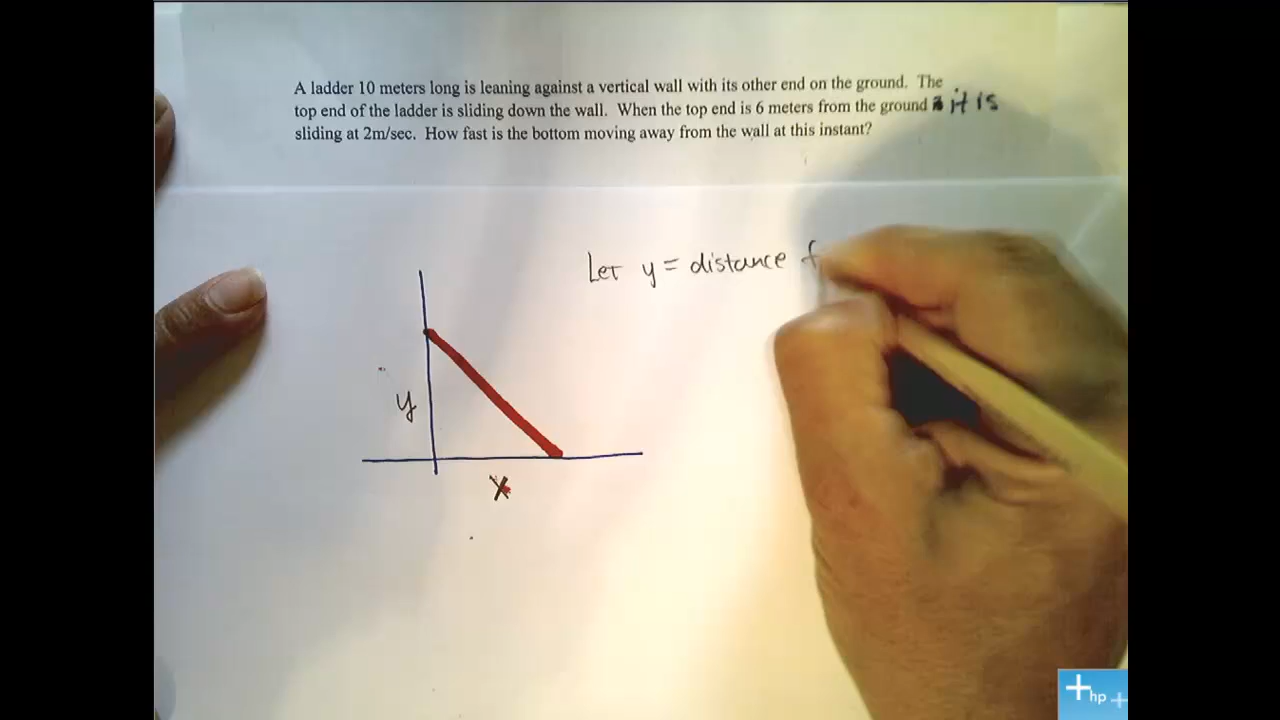 A ladder 10 meters long is leaning against a vertical wall with its other end on the ground. The
top end of the ladder is sliding down the wall. When the top end is 6 meters from the ground it is
sliding at 2m/sec. How fast is the bottom moving away from the wall at this instant?
Let y = distance f
y
x
hp